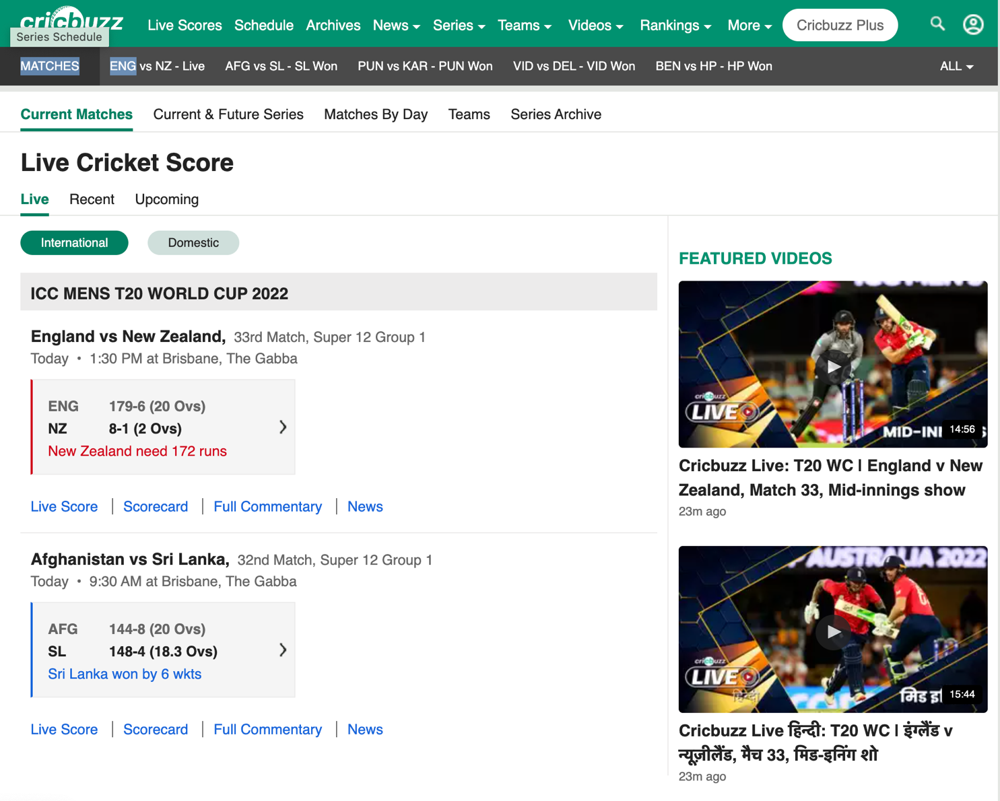 cricbuzz
Series Schedule
Live Scores Schedule Archives News Series Teams Videos Rankings More Cricbuzz Plus
MATCHES ENG vs NZ - Live AFG vs SL - SL Won PUN vs KAR - PUN Won VID vs DEL - VID Won BEN vs HP - HP Won ALL
Current Matches Current & Future Series Matches By Day Teams Series Archive
Live Cricket Score
Live Recent Upcoming
International Domestic
ICC MENS T20 WORLD CUP 2022
England vs New Zealand, 33rd Match, Super 12 Group 1
Today • 1:30 PM at Brisbane, The Gabba
ENG 179-6 (20 Ovs)
NZ 8-1 (2 Ovs)
New Zealand need 172 runs
Live Score | Scorecard | Full Commentary | News
Afghanistan vs Sri Lanka, 32nd Match, Super 12 Group 1
Today • 9:30 AM at Brisbane, The Gabba
AFG 144-8 (20 Ovs)
SL 148-4 (18.3 Ovs)
Sri Lanka won by 6 wkts
Live Score | Scorecard | Full Commentary | News
FEATURED VIDEOS
cricbuzz
LIVE
14:56
Cricbuzz Live: T20 WC | England v New
Zealand, Match 33, Mid-innings show
23m ago
AUSTRALIA 2022
cricbuzz
LIVE
हिन्दी
मिड
15:44
Cricbuzz Live हिन्दी: T20 WC | इंग्लैंड v
न्यूज़ीलैंड, मैच 33, मिड-इनिंग शो
23m ago